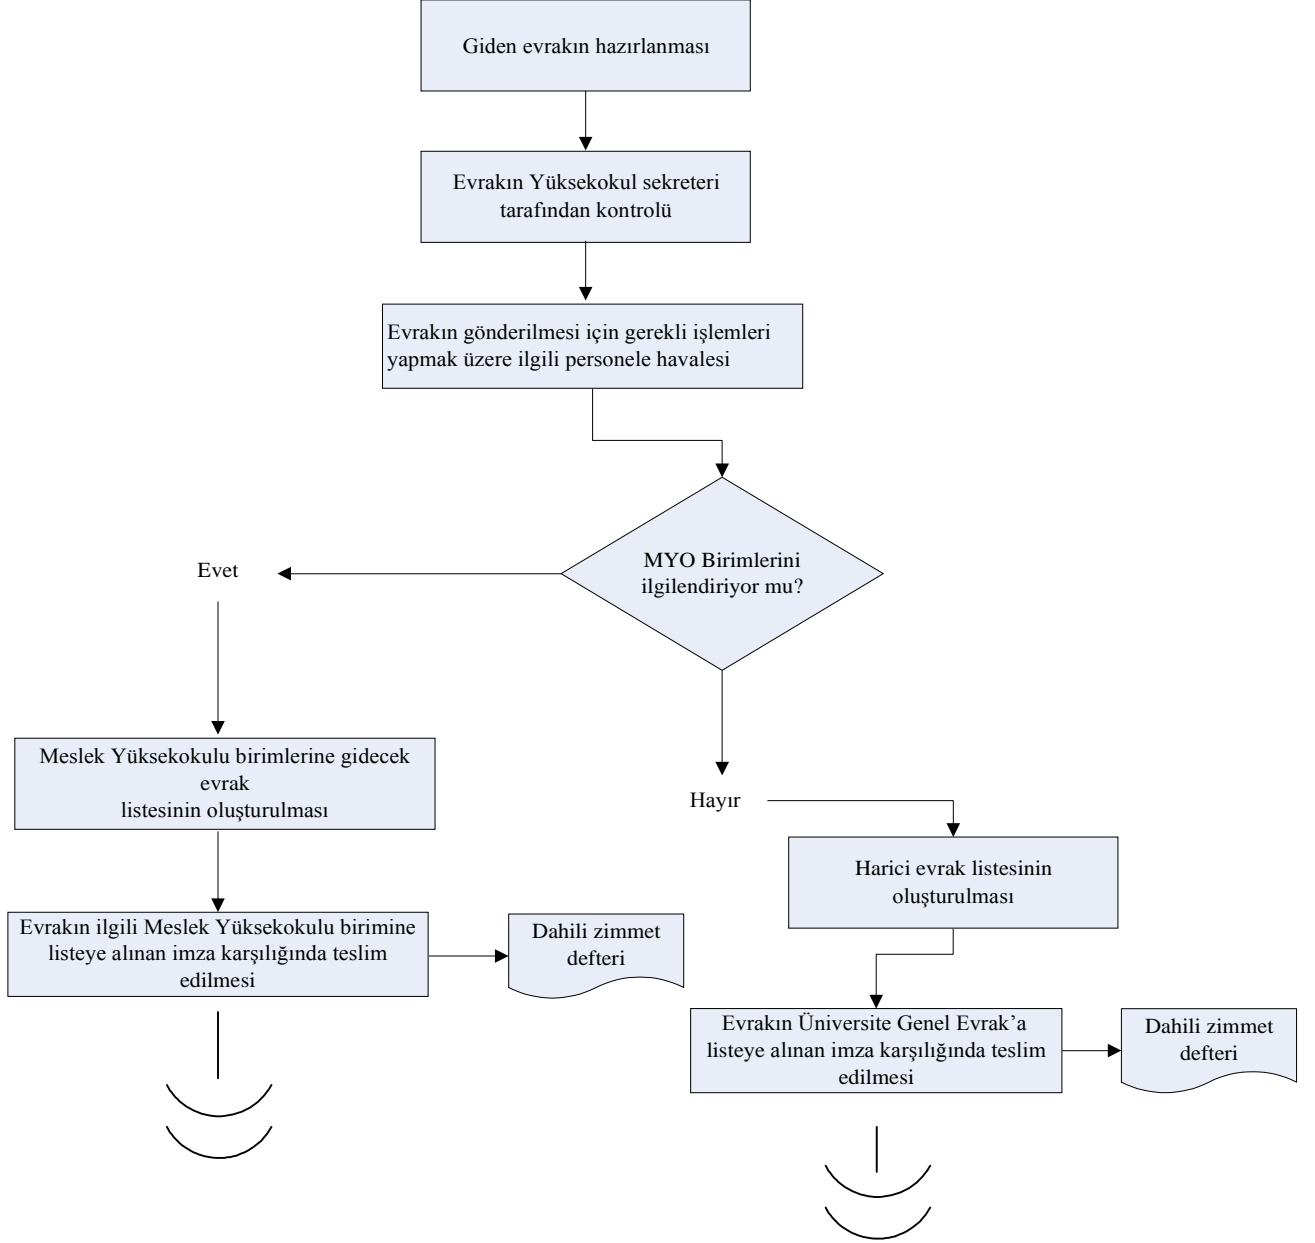 Giden evrakın hazırlanması
Evrakın Yüksekokul sekreteri
tarafından kontrolü
Evrakın gönderilmesi için gerekli işlemleri
yapmak üzere ilgili personele havalesi
MYO Birimlerini
ilgilendiriyor mu?
Evet
Meslek Yüksekokulu birimlerine gidecek
evrak
listesinin oluşturulması
Hayır
Harici evrak listesinin
oluşturulması
Evrakın ilgili Meslek Yüksekokulu birimine
listeye alınan imza karşılığında teslim
edilmesi
Dahili zimmet
defteri
Evrakın Üniversite Genel Evrak’a
listeye alınan imza karşılığında teslim
edilmesi
Dahili zimmet
defteri